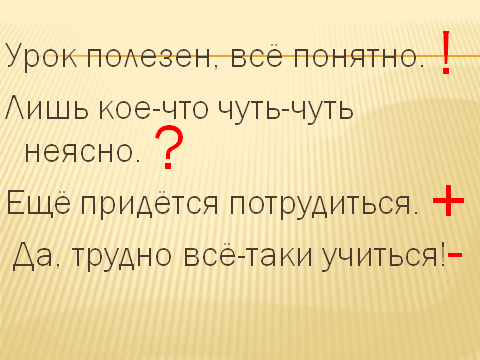 Урок полезен, всё понятно. !
Лишь кое-что чуть-чуть
неясно. ?
Ещё придётся потрудиться. +
Да, трудно всё-таки учиться! -